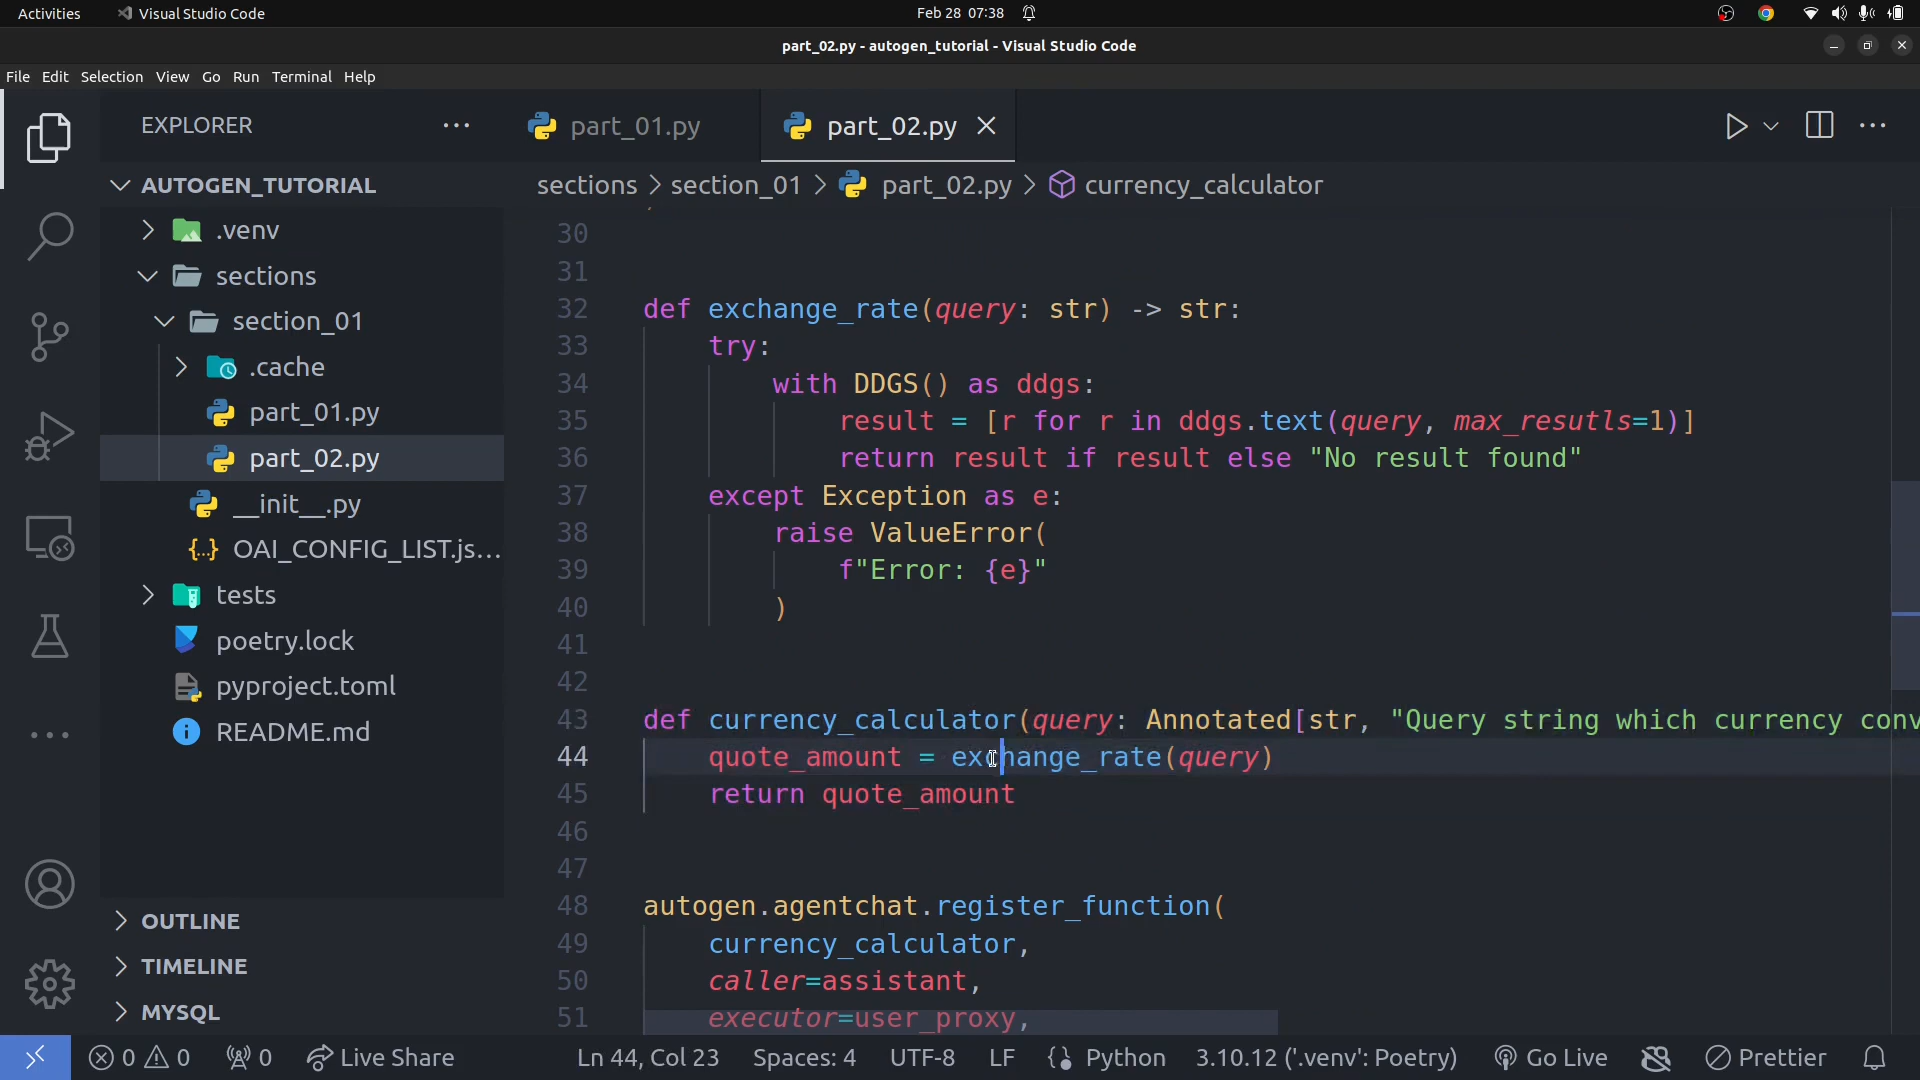 Activities
Visual Studio Code
Feb 28 07:38
part_02.py - autogen_tutorial - Visual Studio Code
File Edit Selection View Go Run Terminal Help
EXPLORER
AUTOGEN_TUTORIAL
.venv
sections
section_01
.cache
part_01.py
part_02.py
__init__.py
OAI_CONFIG_LIST.js...
tests
poetry.lock
pyproject.toml
README.md
OUTLINE
TIMELINE
MYSQL
part_01.py
part_02.py
sections > section_01 > part_02.py > currency_calculator
30
31
32 def exchange_rate(query: str) -> str:
33 try:
34 with DDGS() as ddgs:
35 result = [r for r in ddgs.text(query, max_resutls=1)]
36 return result if result else "No result found"
37 except Exception as e:
38 raise ValueError(
39 f"Error: {e}"
40 )
41
42
43 def currency_calculator(query: Annotated[str, "Query string which currency conv
44 quote_amount = exchange_rate(query)
45 return quote_amount
46
47
48 autogen.agentchat.register_function(
49 currency_calculator,
50 caller=assistant,
51 executor=user_proxy,
0 0 0 Live Share Ln 44, Col 23 Spaces: 4 UTF-8 LF Python 3.10.12 ('.venv': Poetry) Go Live Prettier